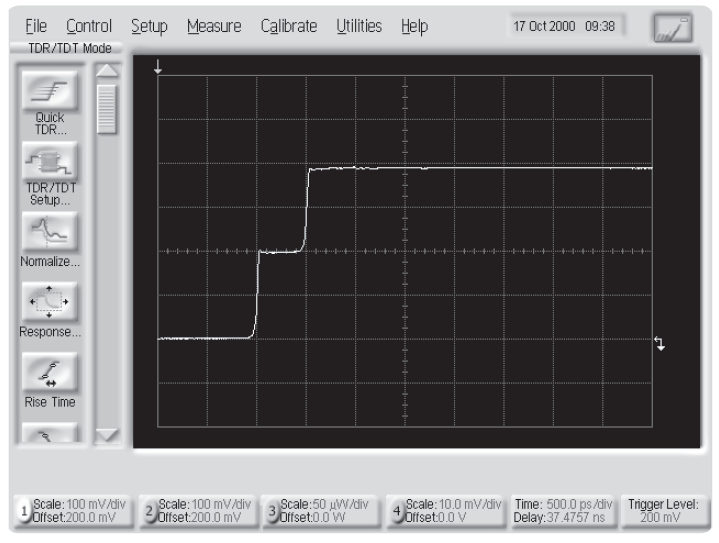 File Control Setup Measure Calibrate Utilities Help 17 Oct 2000 09:38
TDR/TDT Mode
Quick
TDR...
TDR/TDT
Setup...
Normalize...
Response...
Rise Time
1 Scale:100 mV/div
Offset:200.0 mV
2 Scale:100 mV/div
Offset:200.0 mV
3 Scale:50 µW/div
Offset:0.0 W
4 Scale:10.0 mV/div
Offset:0.0 V
Time: 500.0 ps/div
Delay:37.4757 ns
Trigger Level:
200 mV